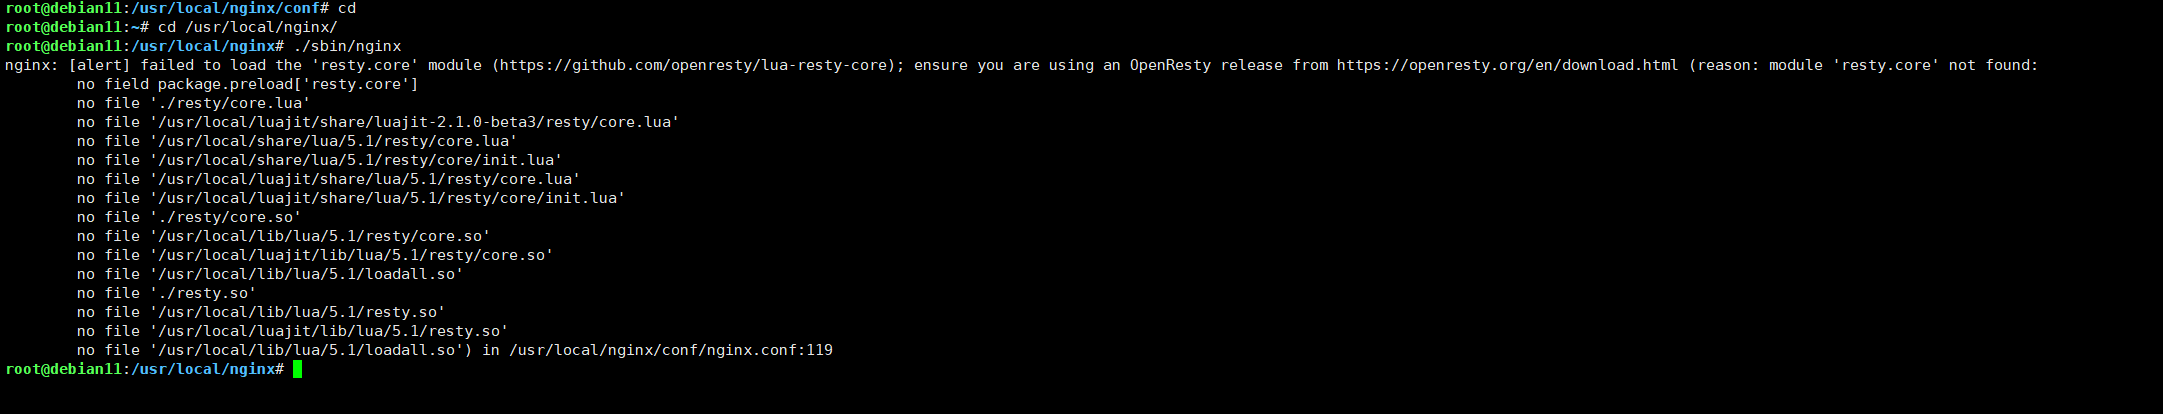 root@debian11:/usr/local/nginx/conf# cd
root@debian11:~# cd /usr/local/nginx/
root@debian11:/usr/local/nginx# ./sbin/nginx
nginx: [alert] failed to load the 'resty.core' module (https://github.com/openresty/lua-resty-core); ensure you are using an OpenResty release from https://openresty.org/en/download.html (reason: module 'resty.core' not found:
no field package.preload['resty.core']
no file './resty/core.lua'
no file '/usr/local/luajit/share/luajit-2.1.0-beta3/resty/core.lua'
no file '/usr/local/share/lua/5.1/resty/core.lua'
no file '/usr/local/share/lua/5.1/resty/core/init.lua'
no file '/usr/local/luajit/share/lua/5.1/resty/core.lua'
no file '/usr/local/luajit/share/lua/5.1/resty/core/init.lua'
no file './resty/core.so'
no file '/usr/local/lib/lua/5.1/resty/core.so'
no file '/usr/local/luajit/lib/lua/5.1/resty/core.so'
no file '/usr/local/lib/lua/5.1/loadall.so'
no file './resty.so'
no file '/usr/local/lib/lua/5.1/resty.so'
no file '/usr/local/luajit/lib/lua/5.1/resty.so'
no file '/usr/local/lib/lua/5.1/loadall.so') in /usr/local/nginx/conf/nginx.conf:119
root@debian11:/usr/local/nginx#